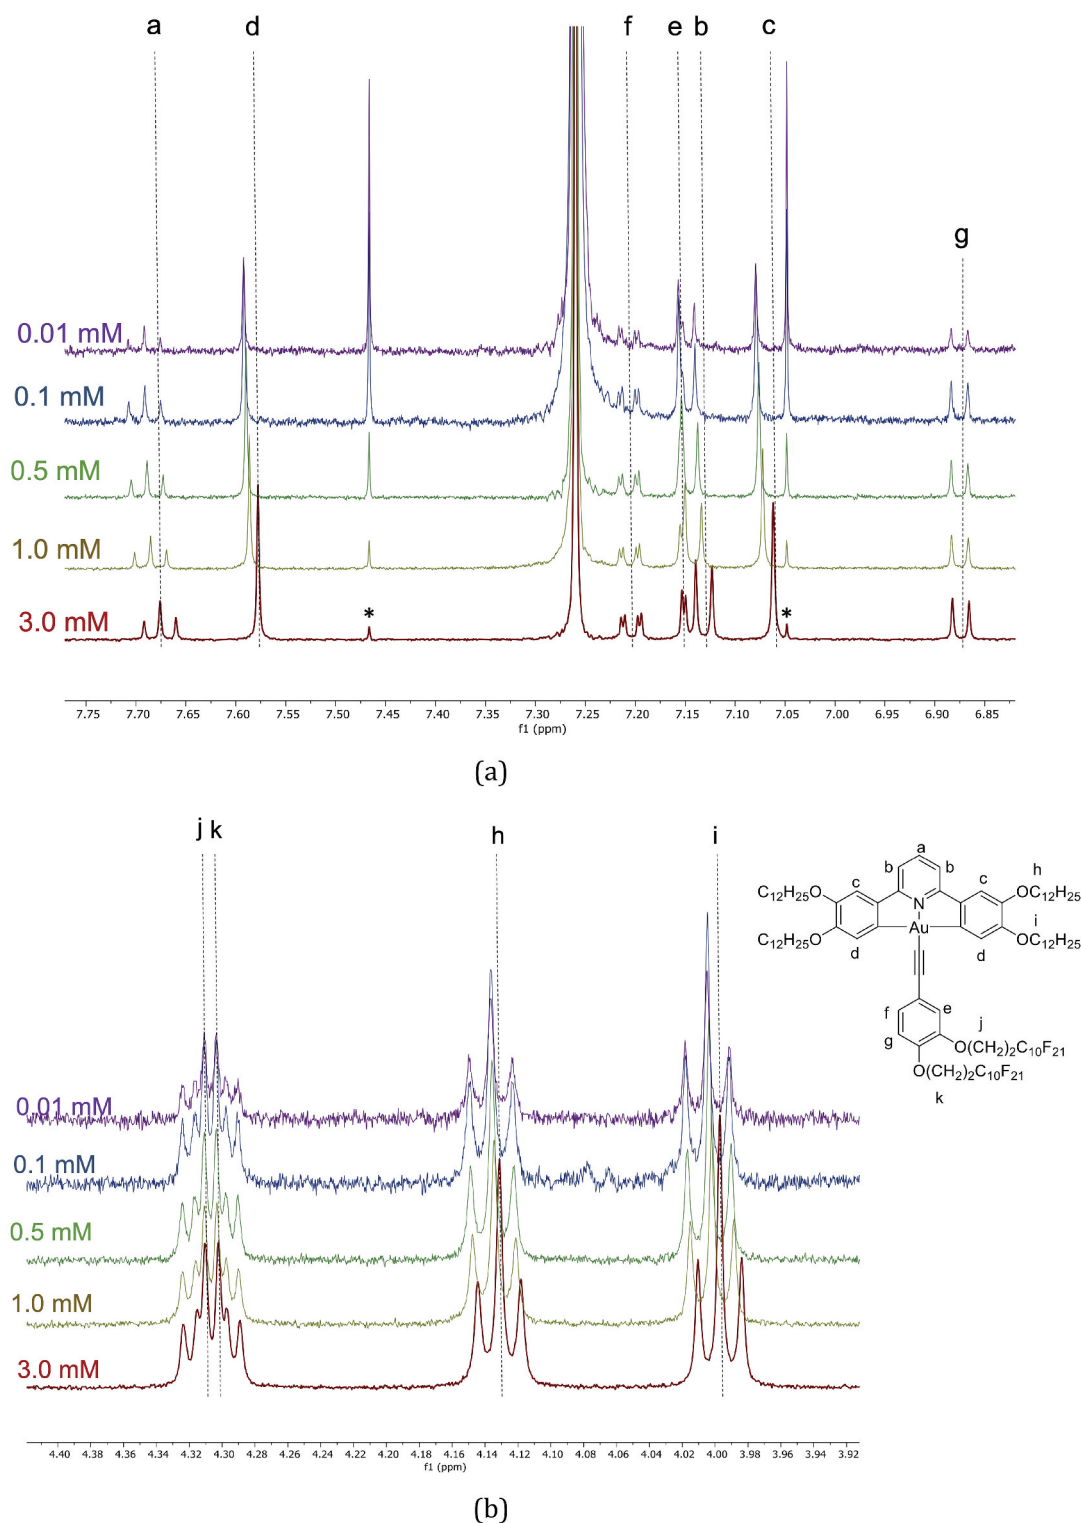 a d f e b c
g
0.01 mM
0.1 mM
0.5 mM
1.0 mM
3.0 mM
* *
7.75 7.70 7.65 7.60 7.55 7.50 7.45 7.40 7.35 7.30 7.25 7.20 7.15 7.10 7.05 7.00 6.95 6.90 6.85
f1 (ppm)
(a)
j k h i
0.01 mM
0.1 mM
0.5 mM
1.0 mM
3.0 mM
4.40 4.38 4.36 4.34 4.32 4.30 4.28 4.26 4.24 4.22 4.20 4.18 4.16 4.14 4.12 4.10 4.08 4.06 4.04 4.02 4.00 3.98 3.96 3.94 3.92
f1 (ppm)
a
b b
c c h
C12H25O N OC12H25
i
C12H25O Au OC12H25
d d
f e j
g O(CH2)2C10F21
O(CH2)2C10F21
k
(b)